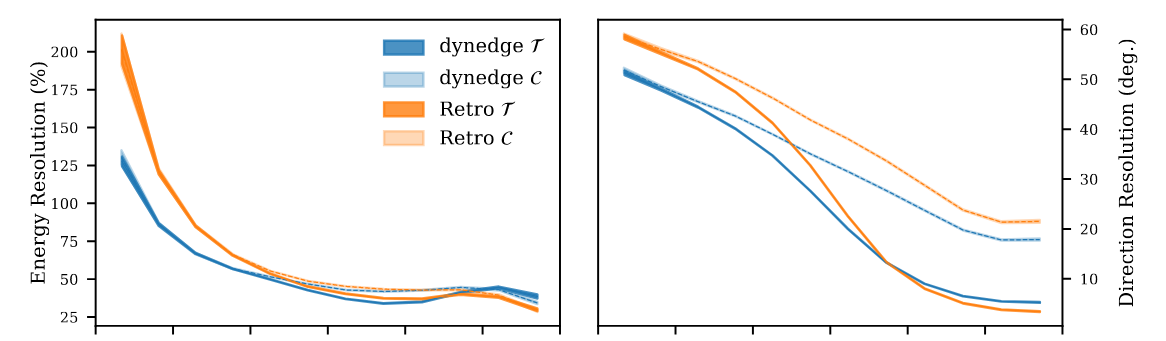 Energy Resolution (%)
200
175
150
125
100
75
50
25
dynedge 𝒯
dynedge 𝒞
Retro 𝒯
Retro 𝒞
60
50
40
30
20
10
Direction Resolution (deg.)